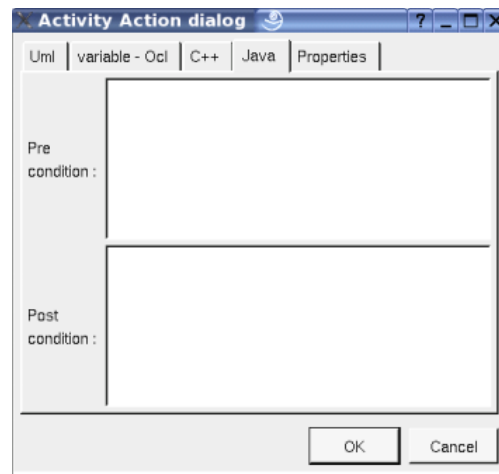 Activity Action dialog ?
Uml variable - Ocl C++ Java Properties
Pre
condition :
Post
condition :
OK Cancel